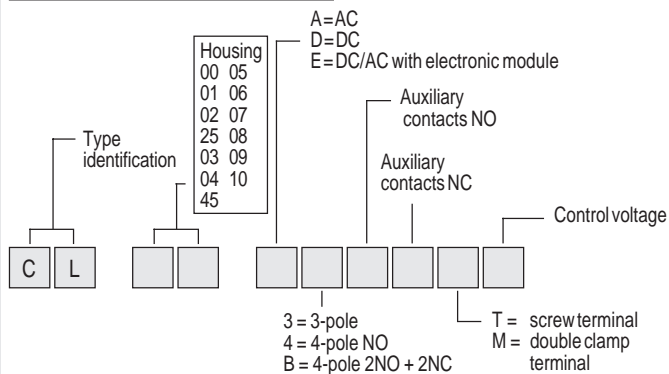 A=AC
D=DC
E=DC/AC with electronic module
Housing
00 05
01 06
02 07
25 08
03 09
04 10
45
Type
identification
Auxiliary
contacts NO
Auxiliary
contacts NC
Control voltage
C L
3 = 3-pole
4 = 4-pole NO
B = 4-pole 2NO + 2NC
T = screw terminal
M = double clamp
terminal